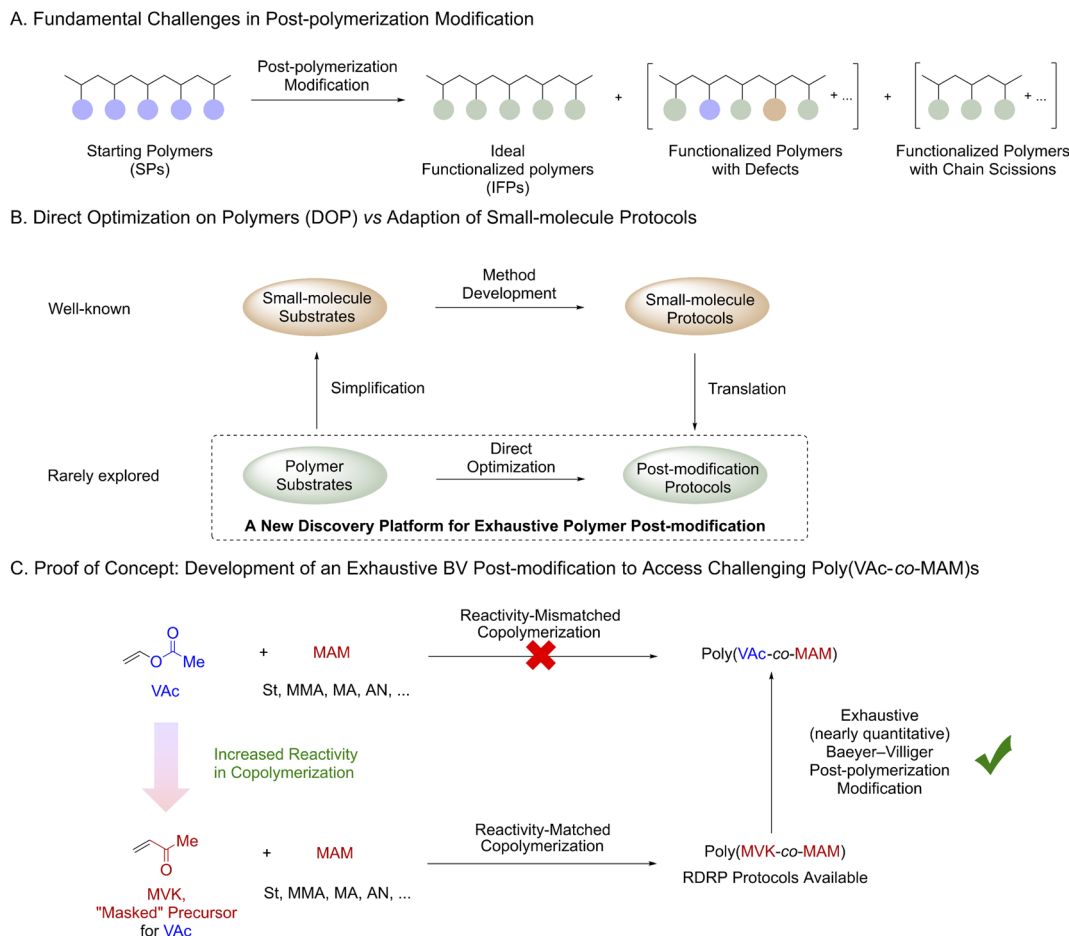 A. Fundamental Challenges in Post-polymerization Modification
Post-polymerization
Modification
+
+ ...
+
+ ...
Starting Polymers
(SPs)
Ideal
Functionalized polymers
(IFPs)
Functionalized Polymers
with Defects
Functionalized Polymers
with Chain Scissions
B. Direct Optimization on Polymers (DOP) vs Adaption of Small-molecule Protocols
Well-known
Small-molecule
Substrates
Method
Development
Small-molecule
Protocols
Simplification
Translation
Rarely explored
Polymer
Substrates
Direct
Optimization
Post-modification
Protocols
A New Discovery Platform for Exhaustive Polymer Post-modification
C. Proof of Concept: Development of an Exhaustive BV Post-modification to Access Challenging Poly(VAc-co-MAM)s
O
O
Me
VAc
+
MAM
St, MMA, MA, AN, ...
Reactivity-Mismatched
Copolymerization
Poly(VAc-co-MAM)
Increased Reactivity
in Copolymerization
Exhaustive
(nearly quantitative)
Baeyer–Villiger
Post-polymerization
Modification
Me
O
MVK,
"Masked" Precursor
for VAc
+
MAM
St, MMA, MA, AN, ...
Reactivity-Matched
Copolymerization
Poly(MVK-co-MAM)
RDRP Protocols Available